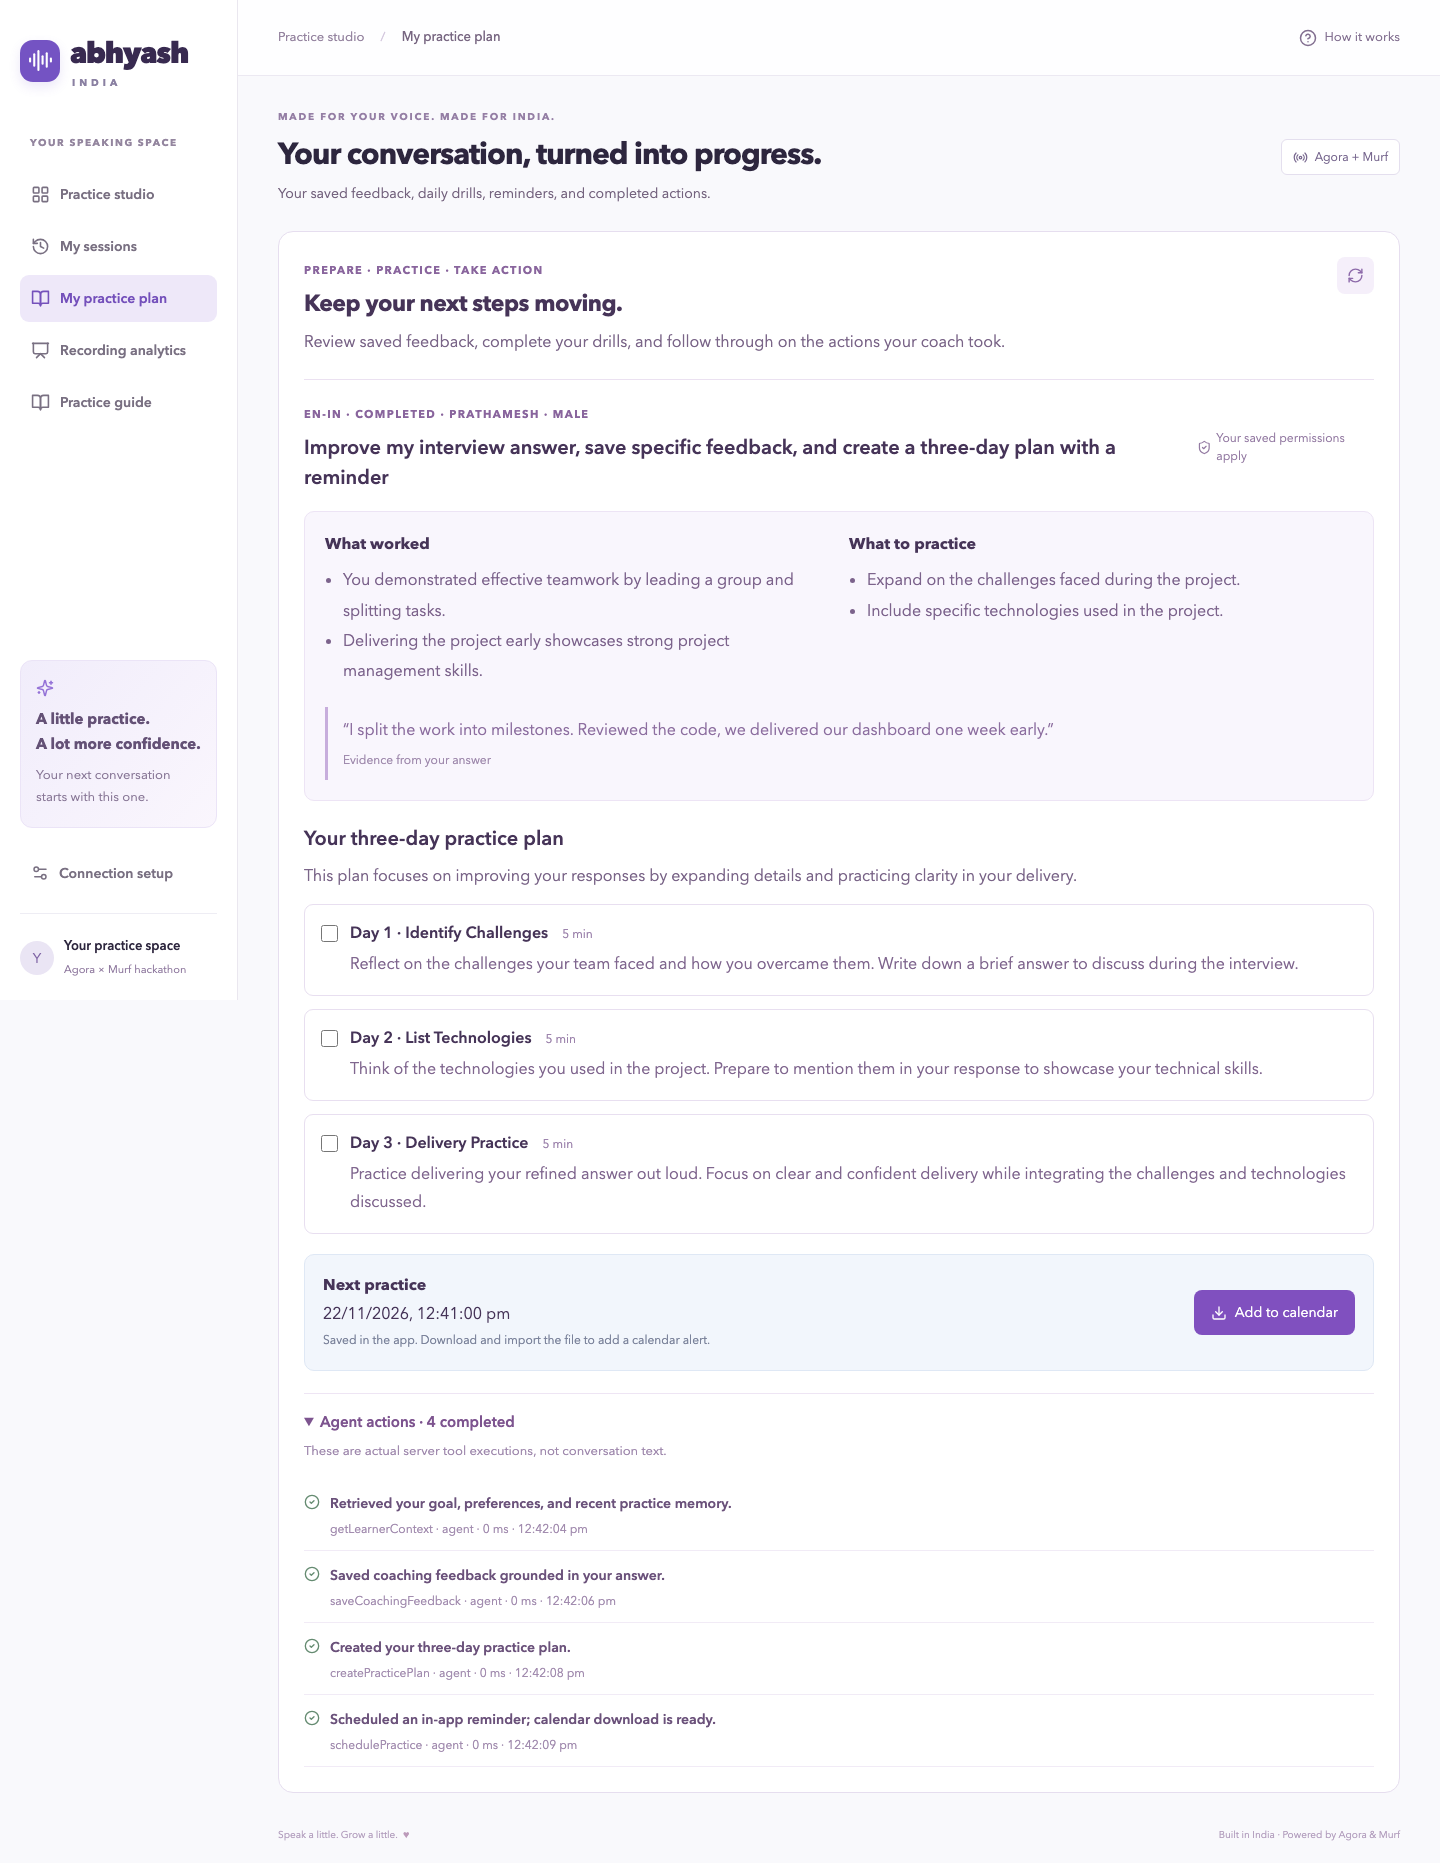 abhyash
INDIA
YOUR SPEAKING SPACE
Practice studio
My sessions
My practice plan
Recording analytics
Practice guide
A little practice.
A lot more confidence.
Your next conversation
starts with this one.
Connection setup
Y
Your practice space
Agora × Murf hackathon
Practice studio / My practice plan
How it works
MADE FOR YOUR VOICE. MADE FOR INDIA.
Your conversation, turned into progress.
Your saved feedback, daily drills, reminders, and completed actions.
Agora + Murf
PREPARE · PRACTICE · TAKE ACTION
Keep your next steps moving.
Review saved feedback, complete your drills, and follow through on the actions your coach took.
EN-IN · COMPLETED · PRATHAMESH · MALE
Improve my interview answer, save specific feedback, and create a three-day plan with a
reminder
Your saved permissions
apply
What worked
• You demonstrated effective teamwork by leading a group and
splitting tasks.
• Delivering the project early showcases strong project
management skills.
What to practice
• Expand on the challenges faced during the project.
• Include specific technologies used in the project.
“I split the work into milestones. Reviewed the code, we delivered our dashboard one week early.”
Evidence from your answer
Your three-day practice plan
This plan focuses on improving your responses by expanding details and practicing clarity in your delivery.
Day 1 · Identify Challenges 5 min
Reflect on the challenges your team faced and how you overcame them. Write down a brief answer to discuss during the interview.
Day 2 · List Technologies 5 min
Think of the technologies you used in the project. Prepare to mention them in your response to showcase your technical skills.
Day 3 · Delivery Practice 5 min
Practice delivering your refined answer out loud. Focus on clear and confident delivery while integrating the challenges and technologies
discussed.
Next practice
22/11/2026, 12:41:00 pm
Saved in the app. Download and import the file to add a calendar alert.
Add to calendar
▼ Agent actions · 4 completed
These are actual server tool executions, not conversation text.
Retrieved your goal, preferences, and recent practice memory.
getLearnerContext · agent · 0 ms · 12:42:04 pm
Saved coaching feedback grounded in your answer.
saveCoachingFeedback · agent · 0 ms · 12:42:06 pm
Created your three-day practice plan.
createPracticePlan · agent · 0 ms · 12:42:08 pm
Scheduled an in-app reminder; calendar download is ready.
schedulePractice · agent · 0 ms · 12:42:09 pm
Speak a little. Grow a little. ♥
Built in India · Powered by Agora & Murf